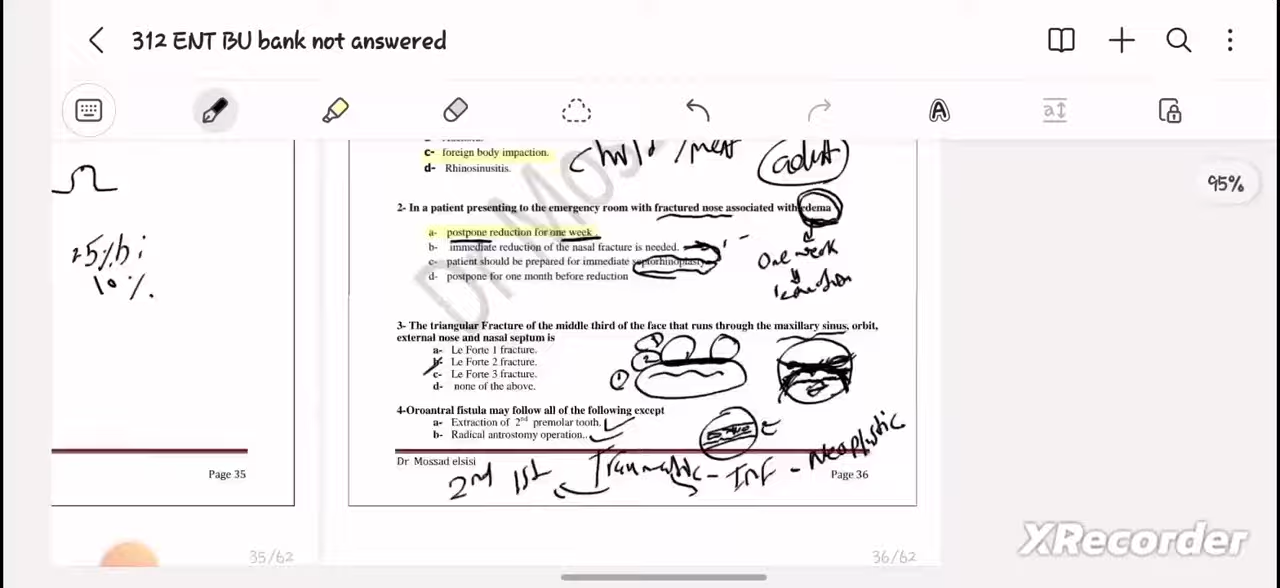 312 ENT BU bank not answered
95%
c- foreign body impaction.
d- Rhinosinusitis.
child / ment
adult
2- In a patient presenting to the emergency room with fractured nose associated with edema
a- postpone reduction for one week
b- immediate reduction of the nasal fracture is needed.
c- patient should be prepared for immediate septorhinoplasty
d- postpone for one month before reduction
one week
3- The triangular Fracture of the middle third of the face that runs through the maxillary sinus, orbit,
external nose and nasal septum is
a- Le Forte 1 fracture.
Le Forte 2 fracture.
c- Le Forte 3 fracture.
d- none of the above.
4-Oroantral fistula may follow all of the following except
a- Extraction of 2nd premolar tooth.
b- Radical antrostomy operation..
Dr Mossad elsisi
Page 36
2nd 1st Traumatic - INF - Neoplastic
10%.
Page 35
35/62
36/62
Dr Mos
XRecorder